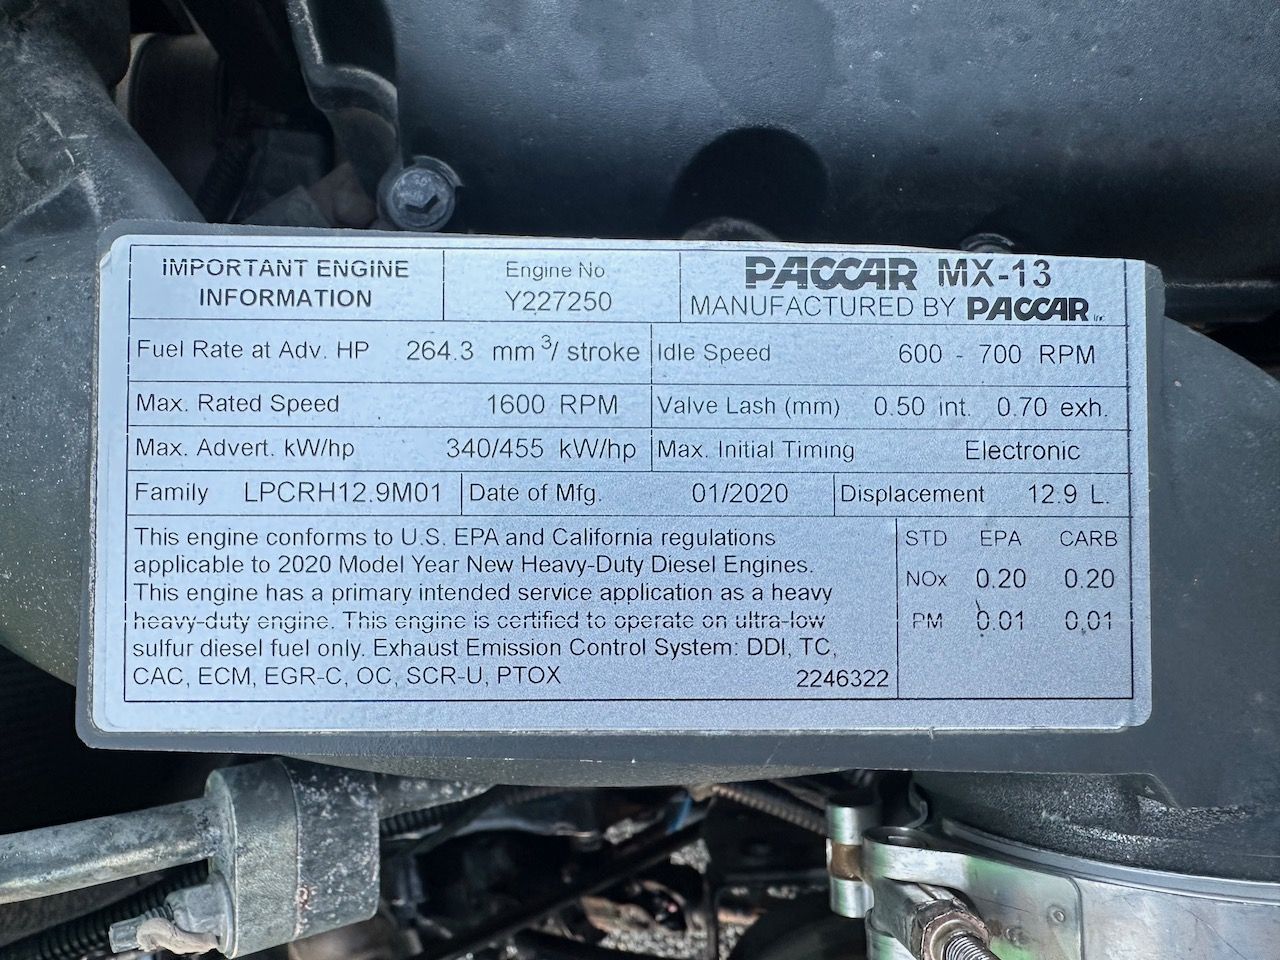 IMPORTANT ENGINE
INFORMATION
Engine No
Y227250
PACCAR MX-13
MANUFACTURED BY PACCAR Inc.
Fuel Rate at Adv. HP 264.3 mm³/ stroke
Idle Speed 600 - 700 RPM
Max. Rated Speed 1600 RPM
Valve Lash (mm) 0.50 int. 0.70 exh.
Max. Advert. kW/hp 340/455 kW/hp
Max. Initial Timing Electronic
Family LPCRH12.9M01
Date of Mfg. 01/2020
Displacement 12.9 L.
This engine conforms to U.S. EPA and California regulations
applicable to 2020 Model Year New Heavy-Duty Diesel Engines.
This engine has a primary intended service application as a heavy
heavy-duty engine. This engine is certified to operate on ultra-low
sulfur diesel fuel only. Exhaust Emission Control System: DDI, TC,
CAC, ECM, EGR-C, OC, SCR-U, PTOX
2246322
STD EPA CARB
NOx 0.20 0.20
PM 0.01 0.01